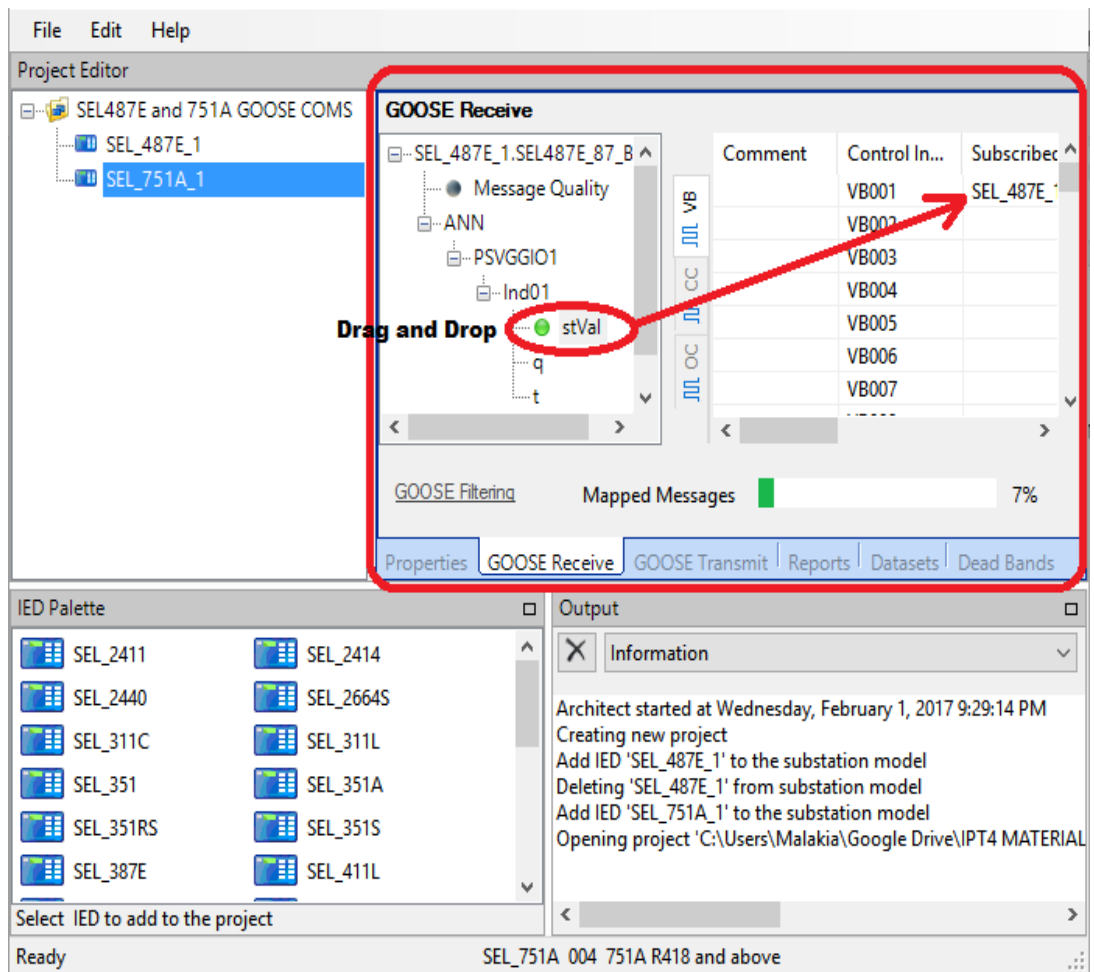 File Edit Help
Project Editor
SEL487E and 751A GOOSE COMS
SEL_487E_1
SEL_751A_1
GOOSE Receive
SEL_487E_1.SEL487E_87_B
Message Quality
ANN
PSVGGIO1
Ind01
Drag and Drop
stVal
q
t
VB
CC
OC
Comment Control In... Subscribed
VB001 SEL_487E_1
VB002
VB003
VB004
VB005
VB006
VB007
GOOSE Filtering Mapped Messages 7%
Properties GOOSE Receive GOOSE Transmit Reports Datasets Dead Bands
IED Palette
SEL_2411 SEL_2414
SEL_2440 SEL_2664S
SEL_311C SEL_311L
SEL_351 SEL_351A
SEL_351RS SEL_351S
SEL_387E SEL_411L
Select IED to add to the project
Output
Information
Architect started at Wednesday, February 1, 2017 9:29:14 PM
Creating new project
Add IED 'SEL_487E_1' to the substation model
Deleting 'SEL_487E_1' from substation model
Add IED 'SEL_751A_1' to the substation model
Opening project 'C:\Users\Malakia\Google Drive\IPT4 MATERIAL
Ready SEL_751A 004 751A R418 and above